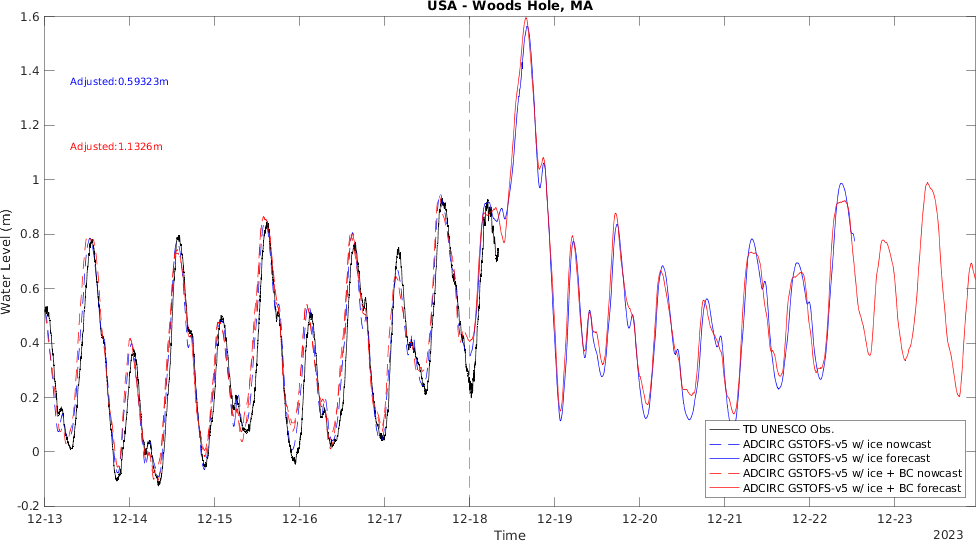 USA - Woods Hole, MA
1.6
1.4
1.2
1
0.8
0.6
0.4
0.2
0
-0.2
Water Level (m)
Adjusted:0.59323m
Adjusted:1.1326m
TD UNESCO Obs.
ADCIRC GSTOFS-v5 w/ ice nowcast
ADCIRC GSTOFS-v5 w/ ice forecast
ADCIRC GSTOFS-v5 w/ ice + BC nowcast
ADCIRC GSTOFS-v5 w/ ice + BC forecast
12-13 12-14 12-15 12-16 12-17 12-18 12-19 12-20 12-21 12-22 12-23
Time
2023